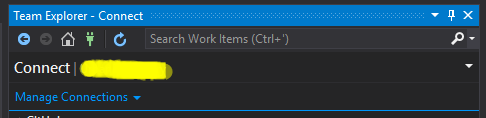 Team Explorer - Connect
Search Work Items (Ctrl+')
Connect |
Manage Connections